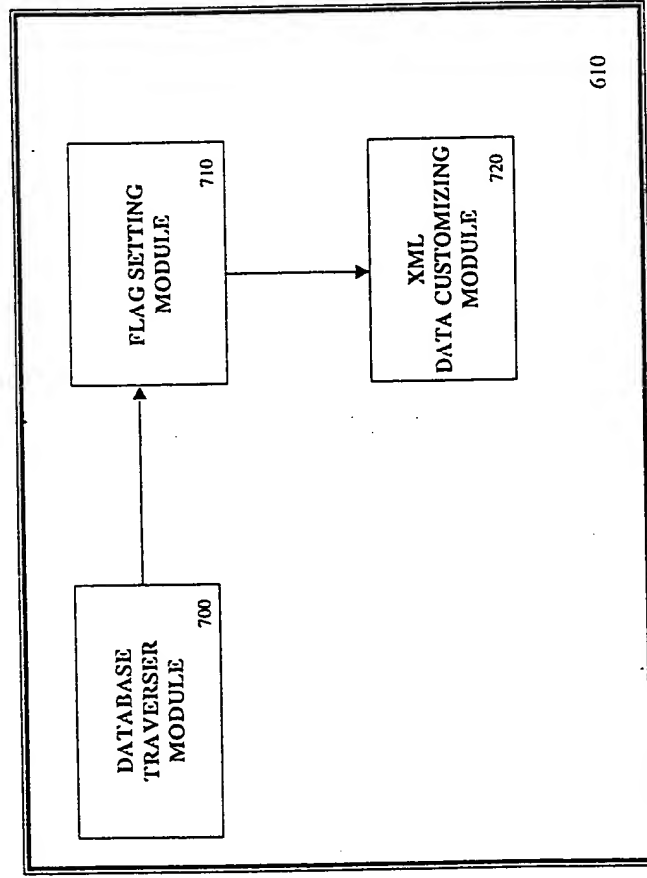 DATABASE
TRAVERSER
MODULE
700
FLAG SETTING
MODULE
710
XML
DATA CUSTOMIZING
MODULE
720
610